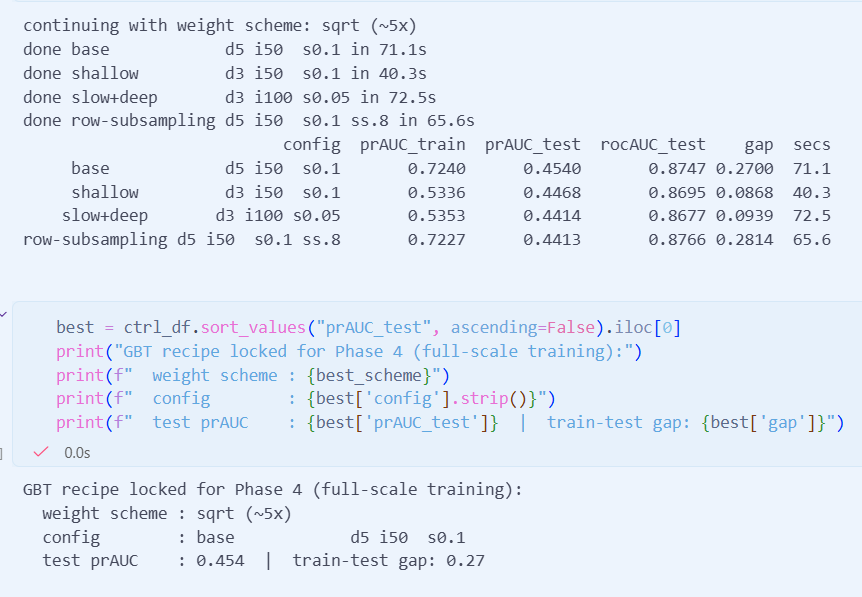 continuing with weight scheme: sqrt (~5x)
done base            d5 i50  s0.1 in 71.1s
done shallow         d3 i50  s0.1 in 40.3s
done slow+deep       d3 i100 s0.05 in 72.5s
done row-subsampling d5 i50  s0.1 ss.8 in 65.6s
                          config  prAUC_train  prAUC_test  rocAUC_test    gap  secs
     base            d5 i50  s0.1       0.7240      0.4540       0.8747 0.2700  71.1
     shallow         d3 i50  s0.1       0.5336      0.4468       0.8695 0.0868  40.3
    slow+deep       d3 i100 s0.05       0.5353      0.4414       0.8677 0.0939  72.5
row-subsampling d5 i50  s0.1 ss.8       0.7227      0.4413       0.8766 0.2814  65.6
best = ctrl_df.sort_values("prAUC_test", ascending=False).iloc[0]
print("GBT recipe locked for Phase 4 (full-scale training):")
print(f"  weight scheme : {best_scheme}")
print(f"  config        : {best['config'].strip()}")
print(f"  test prAUC    : {best['prAUC_test']}  |  train-test gap: {best['gap']}")
0.0s
GBT recipe locked for Phase 4 (full-scale training):
  weight scheme : sqrt (~5x)
  config        : base            d5 i50  s0.1
  test prAUC    : 0.454  |  train-test gap: 0.27